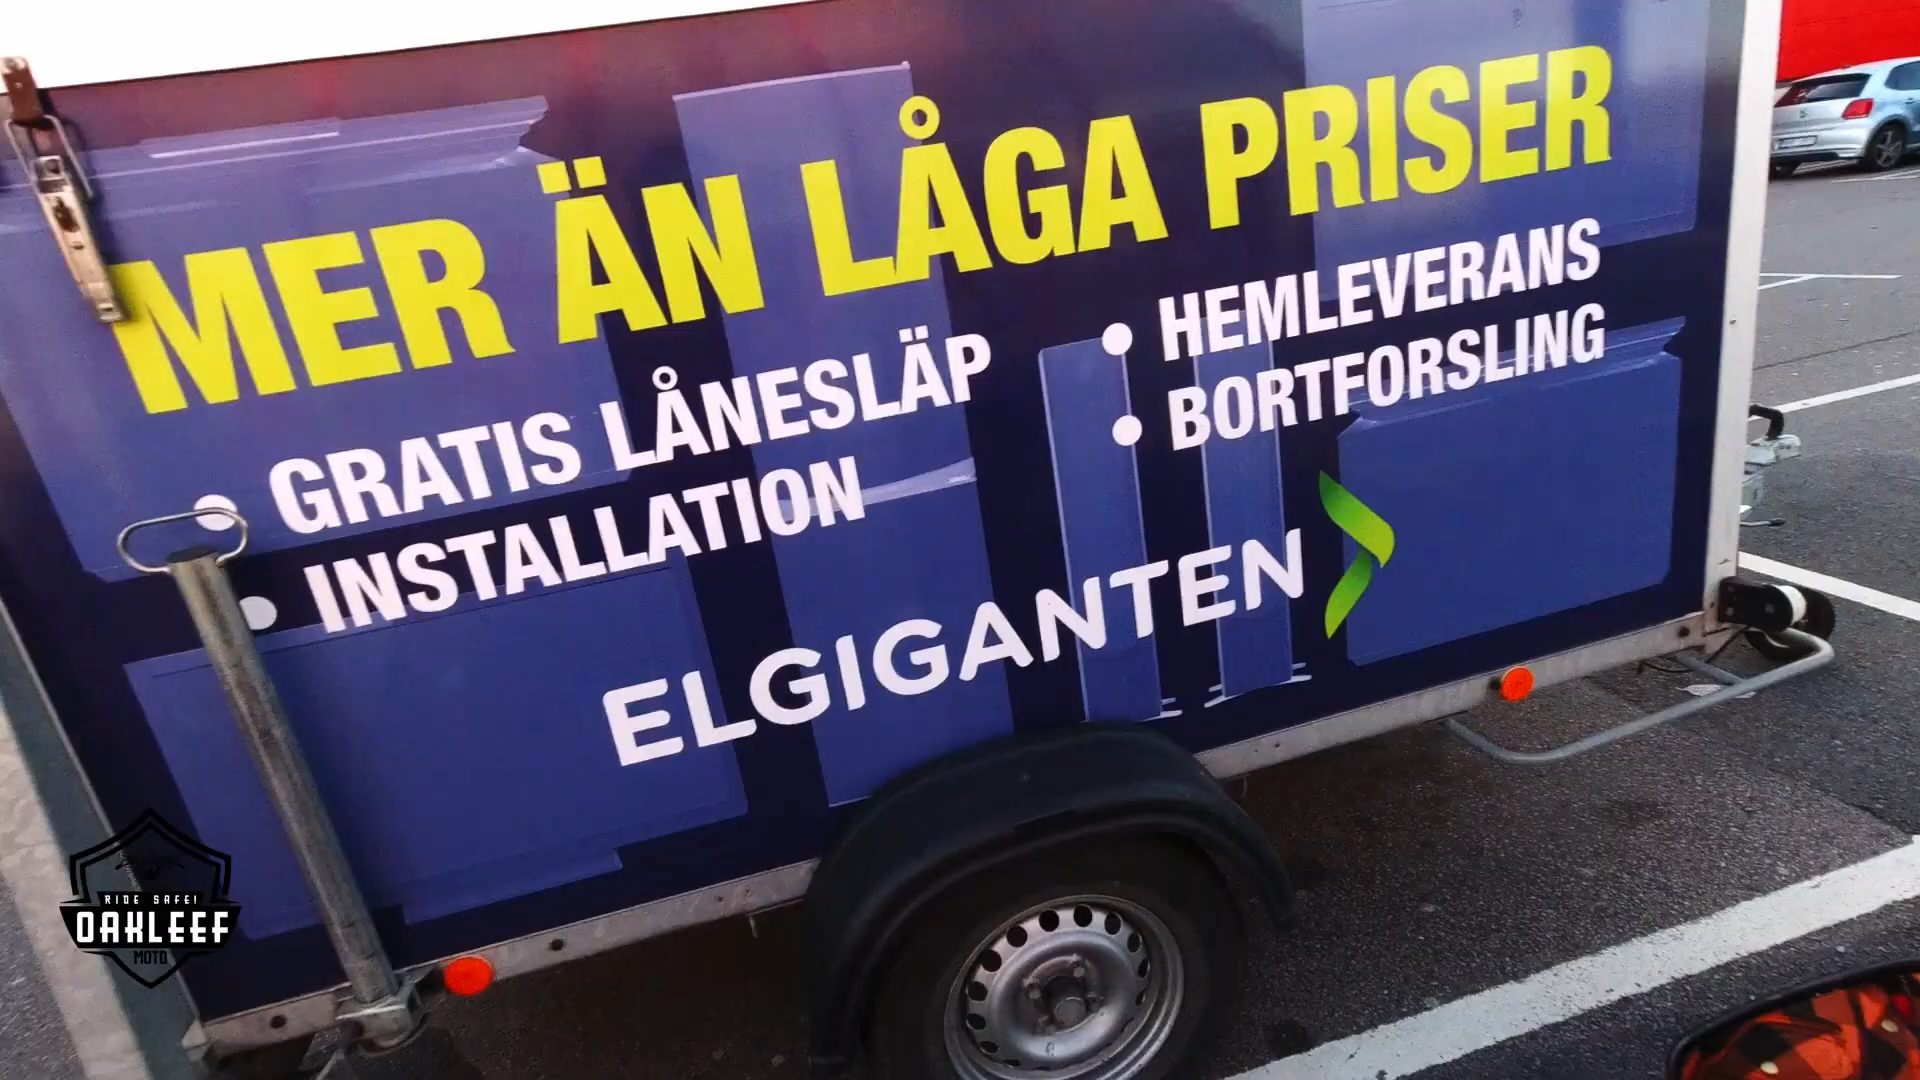 MER ÄN LÅGA PRISER
• GRATIS LÅNESLÄP
• INSTALLATION
• HEMLEVERANS
• BORTFORSLING
ELGIGANTEN
RIDE SAFE!
OAKLEEF
MOTO